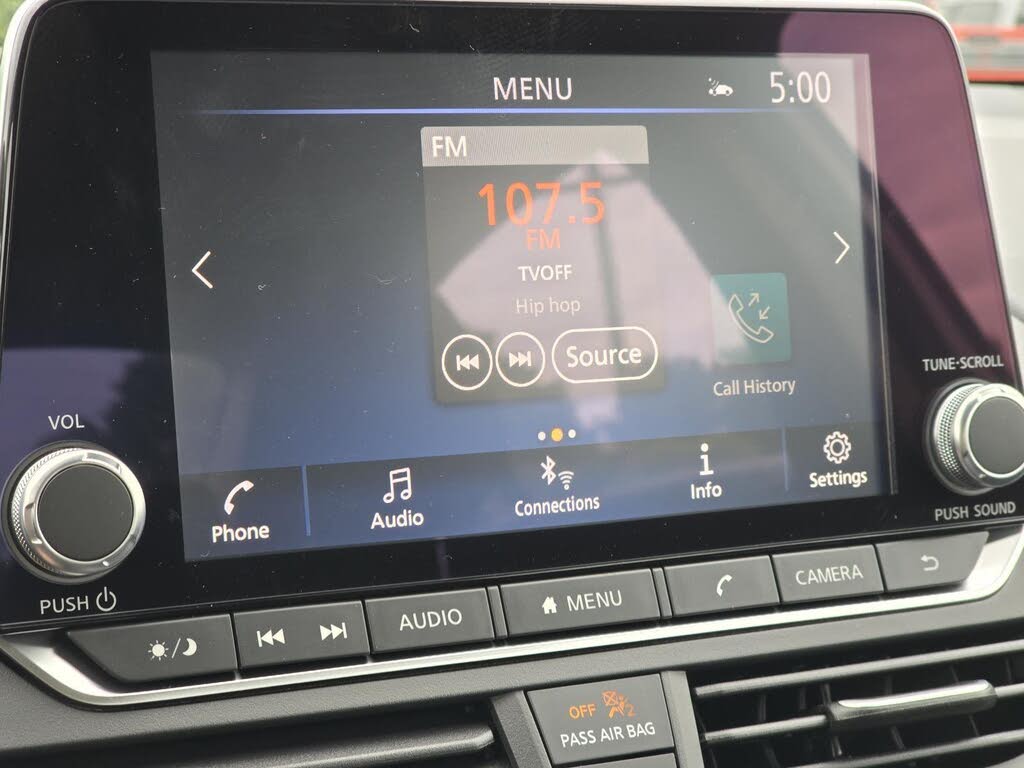 MENU
5:00
FM
107.5
FM
TVOFF
Hip hop
Source
Call History
Phone
Audio
Connections
Info
Settings
VOL
PUSH
TUNE·SCROLL
PUSH SOUND
AUDIO
MENU
CAMERA
OFF
2
PASS AIR BAG